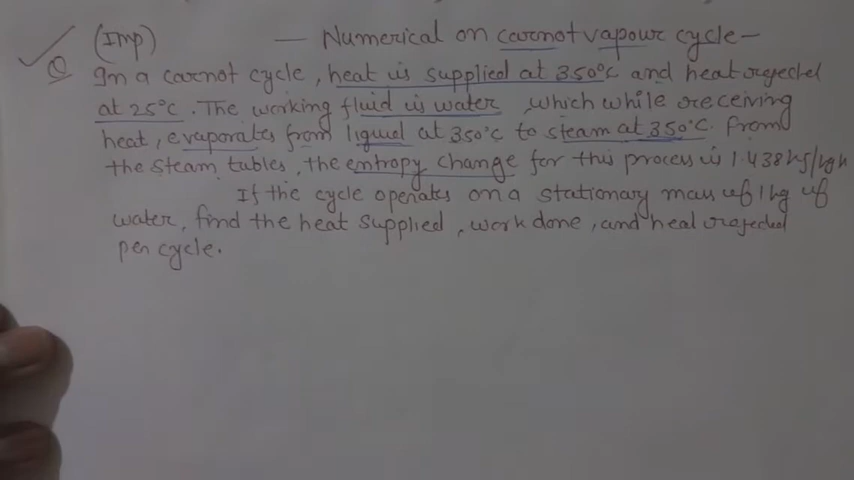 (Imp) — Numerical on carnot vapour cycle —
Q In a carnot cycle, heat is supplied at 350°C and heat rejected
at 25°C. The working fluid is water, which while receiving
heat, evaporates from liquid at 350°C to steam at 350°C. From
the steam tables, the entropy change for this process is 1.438 kJ/kgK
If the cycle operates on a stationary mass of 1 kg of
water, find the heat supplied, work done, and heat rejected
per cycle.